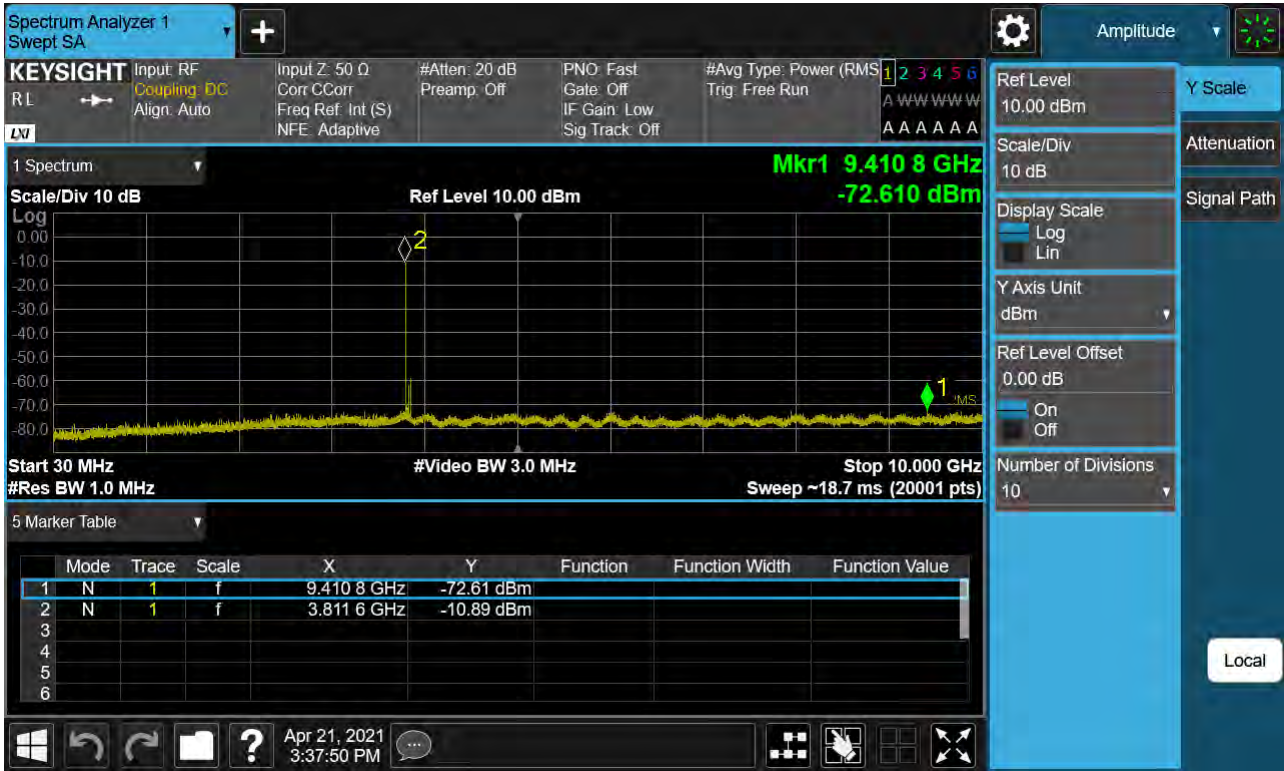 Spectrum Analyzer 1
Swept SA
+
Amplitude
KEYSIGHT
RL
LXI
Input: RF
Coupling: DC
Align: Auto
Input Z: 50 Ω
Corr CCorr
Freq Ref: Int (S)
NFE: Adaptive
#Atten: 20 dB
Preamp: Off
PNO: Fast
Gate: Off
IF Gain: Low
Sig Track: Off
#Avg Type: Power (RMS
Trig: Free Run
1 2 3 4 5 6
A W W W W W
A A A A A A
1 Spectrum
Scale/Div 10 dB
Ref Level 10.00 dBm
Mkr1 9.410 8 GHz
-72.610 dBm
Log
0.00
-10.0
-20.0
-30.0
-40.0
-50.0
-60.0
-70.0
-80.0
2
1
Start 30 MHz
#Video BW 3.0 MHz
Stop 10.000 GHz
#Res BW 1.0 MHz
Sweep ~18.7 ms (20001 pts)
5 Marker Table
Mode Trace Scale X Y Function Function Width Function Value
1 N 1 f 9.410 8 GHz -72.61 dBm
2 N 1 f 3.811 6 GHz -10.89 dBm
3
4
5
6
Apr 21, 2021
3:37:50 PM
?
Ref Level
10.00 dBm
Scale/Div
10 dB
Display Scale
Log
Lin
Y Axis Unit
dBm
Ref Level Offset
0.00 dB
On
Off
Number of Divisions
10
Y Scale
Attenuation
Signal Path
Local